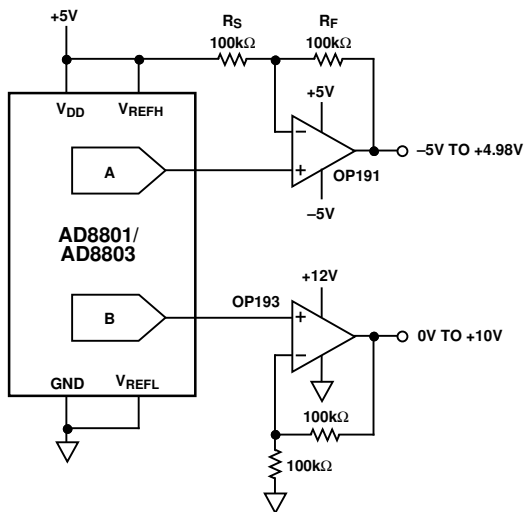 +5V
RS
100kΩ
RF
100kΩ
VDD
VREFH
+5V
−
+
–5V TO +4.98V
A
OP191
–5V
AD8801/
AD8803
+12V
OP193
B
+
−
0V TO +10V
GND
VREFL
100kΩ
100kΩ